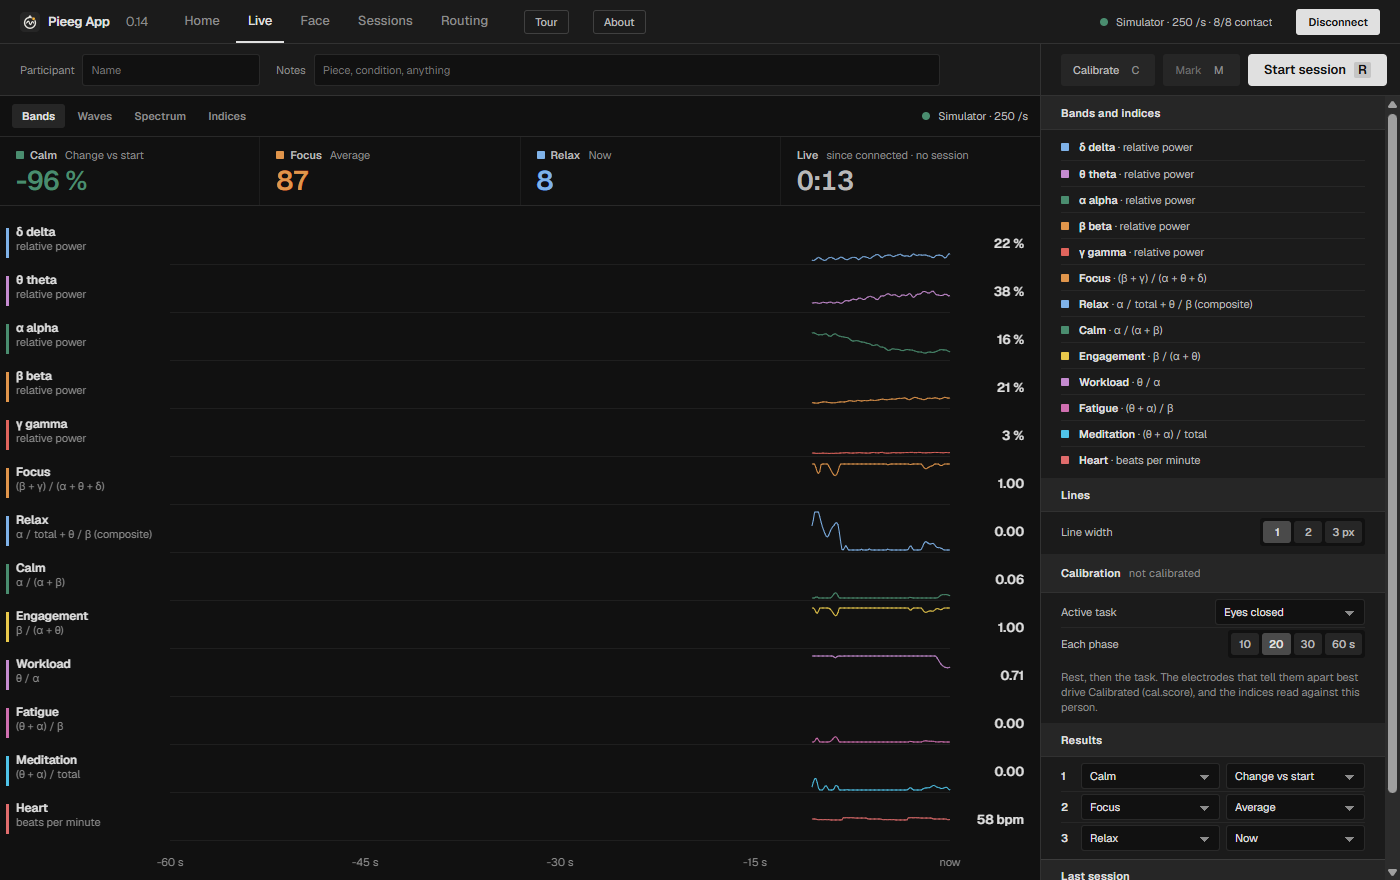 Pieeg App 0.14 Home Live Face Sessions Routing Tour About Simulator · 250 /s · 8/8 contact Disconnect
Participant Name Notes Piece, condition, anything Calibrate C Mark M Start session R
Bands Waves Spectrum Indices Simulator · 250 /s
Calm Change vs start
-96 %
Focus Average
87
Relax Now
8
Live since connected · no session
0:13
δ delta
relative power
22 %
θ theta
relative power
38 %
α alpha
relative power
16 %
β beta
relative power
21 %
γ gamma
relative power
3 %
Focus
(β + γ) / (α + θ + δ)
1.00
Relax
α / total + θ / β (composite)
0.00
Calm
α / (α + β)
0.06
Engagement
β / (α + θ)
1.00
Workload
θ / α
0.71
Fatigue
(θ + α) / β
0.00
Meditation
(θ + α) / total
0.00
Heart
beats per minute
58 bpm
-60 s -45 s -30 s -15 s now
Bands and indices
δ delta · relative power
θ theta · relative power
α alpha · relative power
β beta · relative power
γ gamma · relative power
Focus · (β + γ) / (α + θ + δ)
Relax · α / total + θ / β (composite)
Calm · α / (α + β)
Engagement · β / (α + θ)
Workload · θ / α
Fatigue · (θ + α) / β
Meditation · (θ + α) / total
Heart · beats per minute
Lines
Line width 1 2 3 px
Calibration not calibrated
Active task Eyes closed
Each phase 10 20 30 60 s
Rest, then the task. The electrodes that tell them apart best
drive Calibrated (cal.score), and the indices read against this
person.
Results
1 Calm Change vs start
2 Focus Average
3 Relax Now
Last session